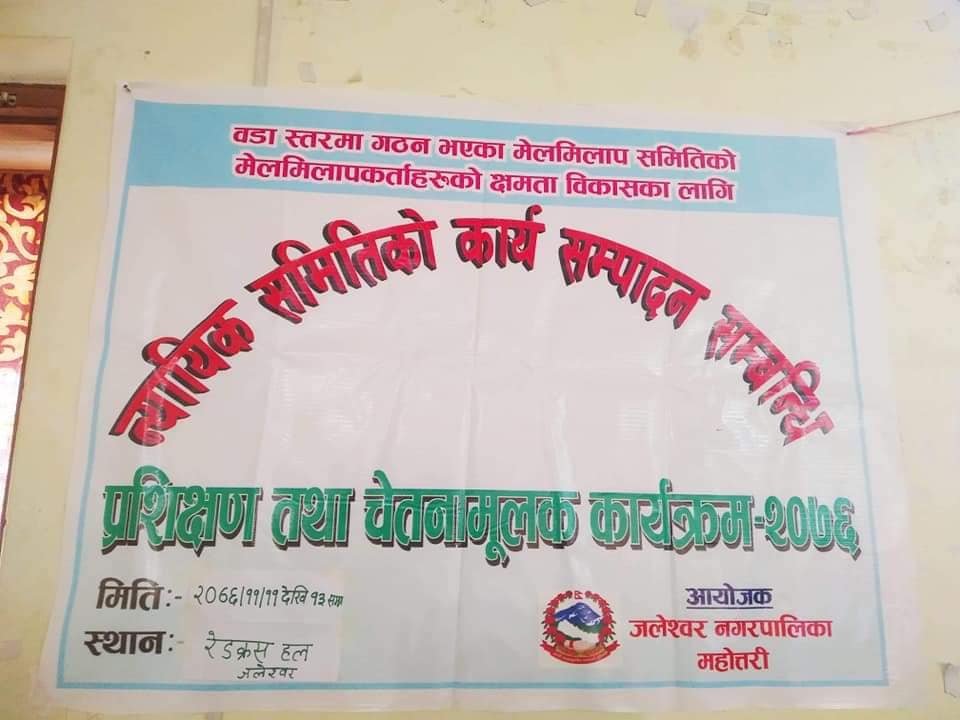 वडा स्तरमा गठन भएका मेलमिलाप समितिको
मेलमिलापकर्ताहरुको क्षमता विकासका लागि
न्यायिक समितिको कार्य सम्पादन सम्बन्धि
प्रशिक्षण तथा चेतनामूलक कार्यक्रम-२०७६
मिति:- २०७६/११/११ देखि १३ सम्म
स्थान:- रेडक्रस हल
जलेश्वर
आयोजक
जलेश्वर नगरपालिका
महोत्तरी